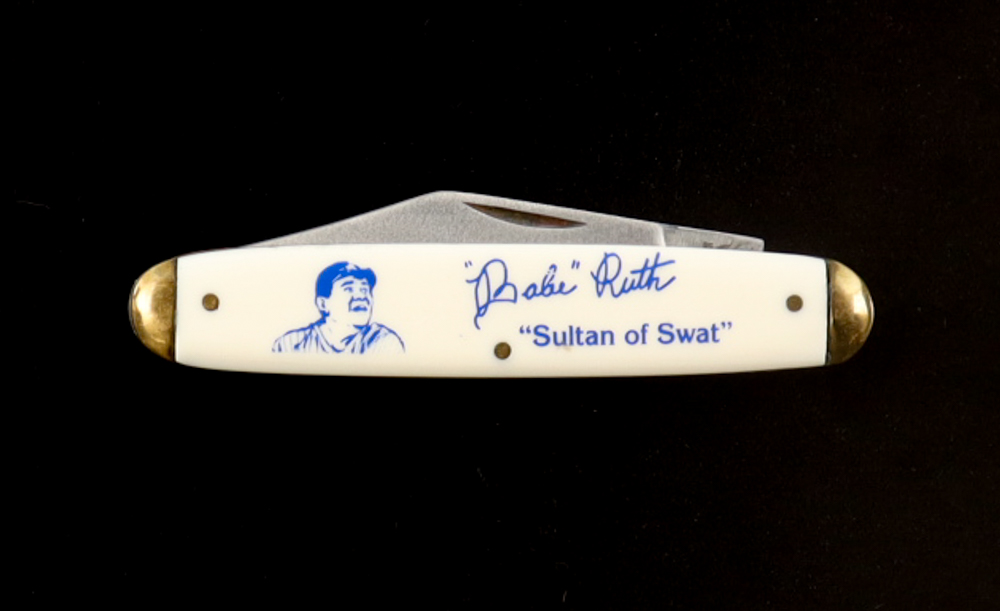 "Babe" Ruth
“Sultan of Swat”